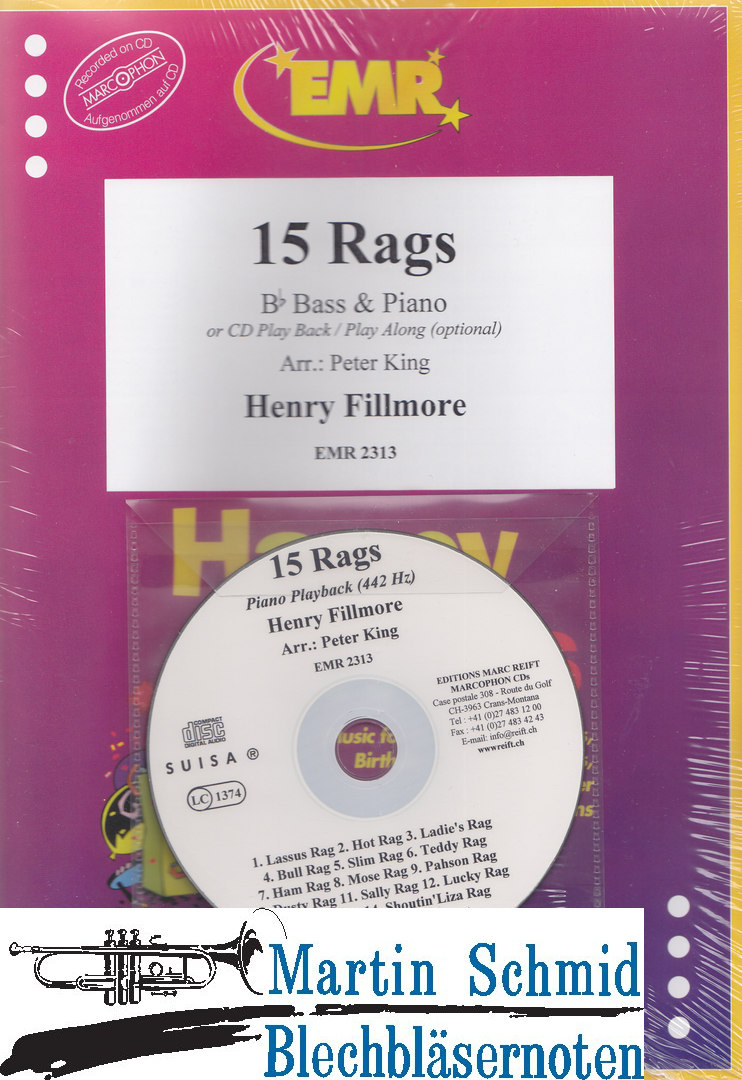 Recorded on CD
MARCOPHON
Aufgenommen auf CD
EMR
15 Rags
B♭ Bass & Piano
or CD Play Back / Play Along (optional)
Arr.: Peter King
Henry Fillmore
EMR 2313
15 Rags
Piano Playback (442 Hz)
Henry Fillmore
Arr.: Peter King
EMR 2313
EDITIONS MARC REIFT
MARCOPHON CDs
Case postale 308 - Route du Golf
CH-3963 Crans-Montana
Tel : +41 (0)27 483 12 00
Fax : +41 (0)27 483 42 43
E-mail: info@reift.ch
www.reift.ch
COMPACT
disc
DIGITAL AUDIO
SUISA ®
LC 1374
Birth
1. Lassus Rag 2. Hot Rag 3. Ladie's Rag
4. Bull Rag 5. Slim Rag 6. Teddy Rag
7. Ham Rag 8. Mose Rag 9. Pahson Rag
Rag 11. Sally Rag 12. Lucky Rag
Shoutin'Liza Rag
Martin Schmid
Blechbläsernoten